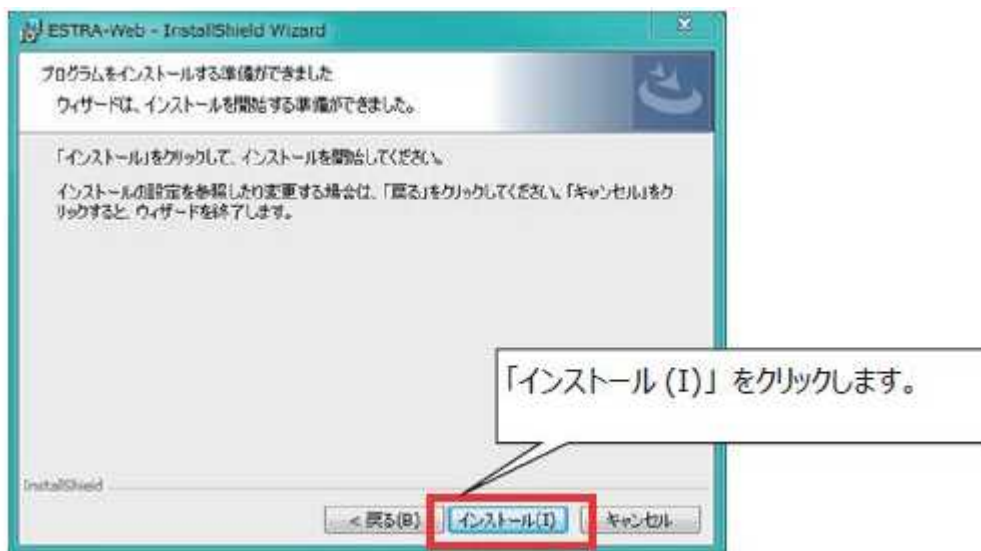 ESTRA-Web - InstallShield Wizard
プログラムをインストールする準備ができました
ウィザードは、インストールを開始する準備ができました。
「インストール」をクリックして、インストールを開始してください。
インストールの設定を参照したり変更する場合は、「戻る」をクリックしてください。「キャンセル」をク
リックすると、ウィザードを終了します。
「インストール (I)」 をクリックします。
InstallShield
< 戻る(B)
インストール(I)
キャンセル